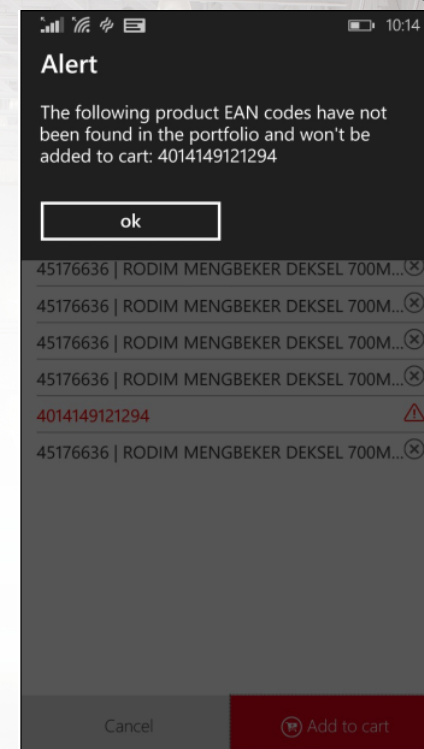 10:14
Alert
The following product EAN codes have not
been found in the portfolio and won't be
added to cart: 4014149121294
ok
45176636 | RODIM MENGBEKER DEKSEL 700M...
45176636 | RODIM MENGBEKER DEKSEL 700M...
45176636 | RODIM MENGBEKER DEKSEL 700M...
45176636 | RODIM MENGBEKER DEKSEL 700M...
4014149121294
45176636 | RODIM MENGBEKER DEKSEL 700M...
Cancel
Add to cart